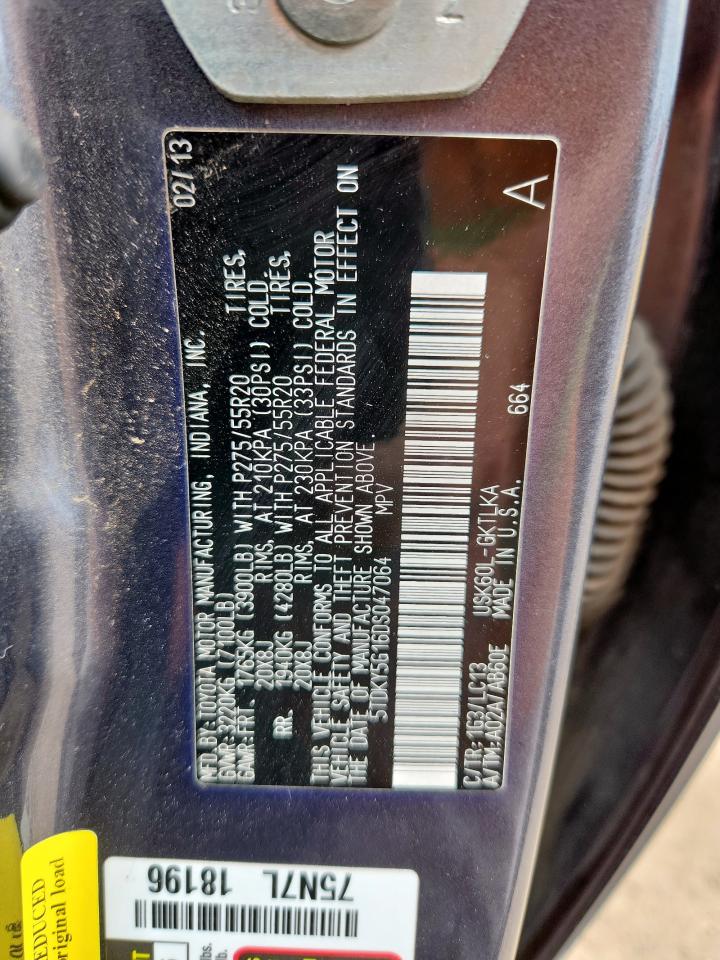 MFD BY: TOYOTA MOTOR MANUFACTURING, INDIANA, INC. 02/13
GVWR: 3220KG (7100LB)
GAWR: FRT 1765KG (3900LB) WITH P275/55R20 TIRES,
20X8J RIMS, AT 210KPA (30PSI) COLD.
RR. 1940KG (4280LB) WITH P275/55R20 TIRES,
20X8J RIMS, AT 230KPA (33PSI) COLD.
THIS VEHICLE CONFORMS TO ALL APPLICABLE FEDERAL MOTOR
VEHICLE SAFETY AND THEFT PREVENTION STANDARDS IN EFFECT ON
THE DATE OF MANUFACTURE SHOWN ABOVE.
5TDKY5G16DS047064 MPV
C/TR: 1G3/LC13 USK60L-GKTLKA 664 A
A/TM: A02A/AB60E MADE IN U.S.A.
75N7L
18196
EDUCED
original load
lbs.